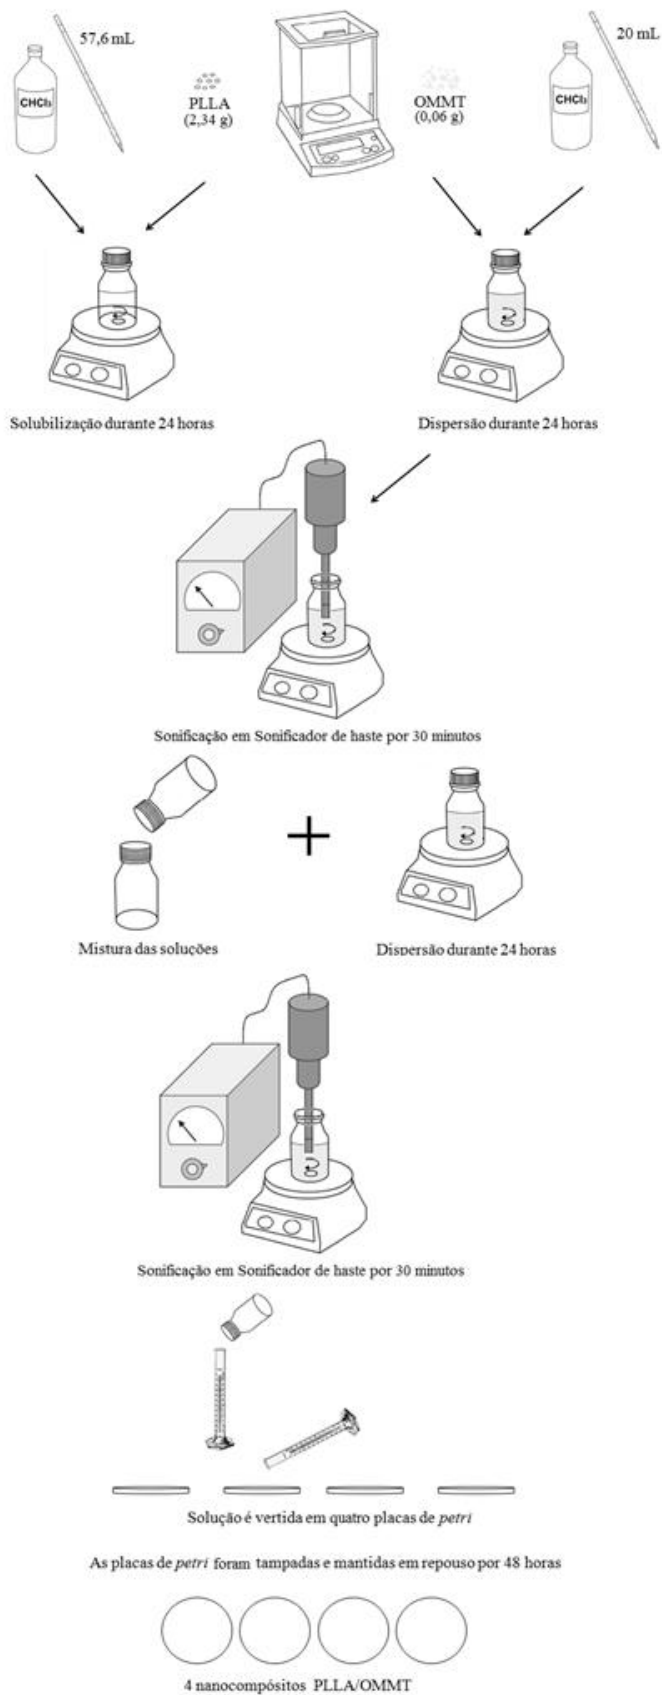 57,6 mL
20 mL
CHCl₃
PLLA
(2,34 g)
OMMT
(0,06 g)
CHCl₃
Solubilização durante 24 horas
Dispersão durante 24 horas
Sonificação em Sonificador de haste por 30 minutos
Mistura das soluções
Dispersão durante 24 horas
Sonificação em Sonificador de haste por 30 minutos
Solução é vertida em quatro placas de petri
As placas de petri foram tampadas e mantidas em repouso por 48 horas
4 nanocompósitos PLLA/OMMT